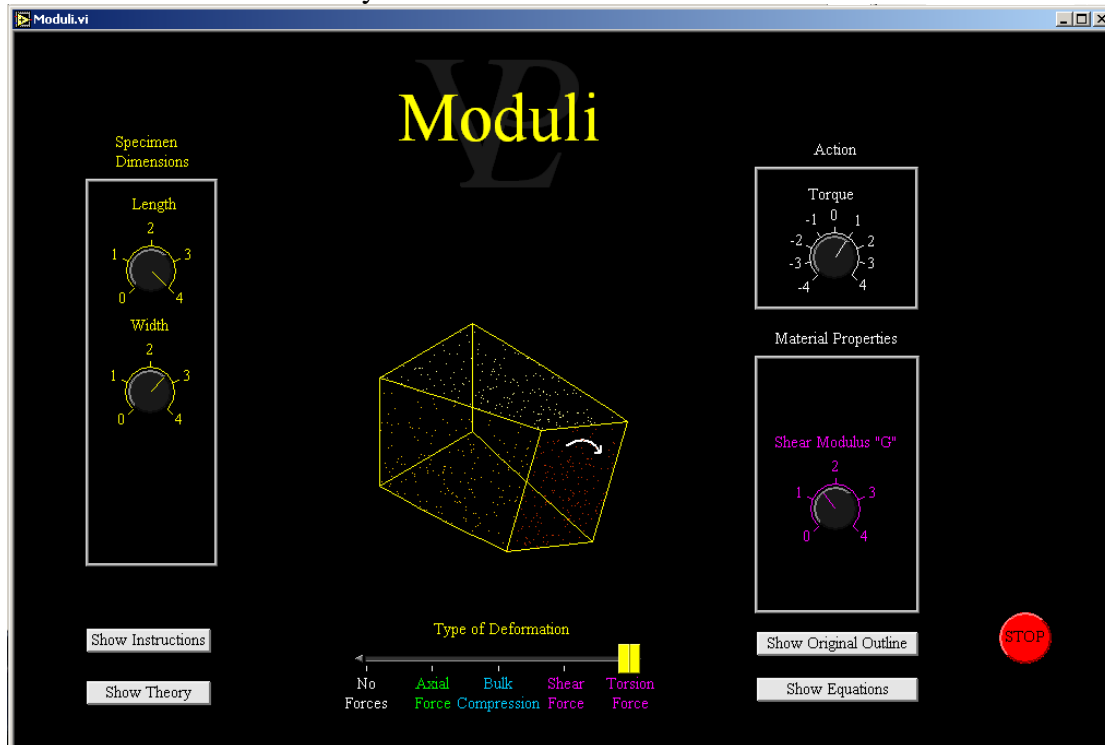 Moduli.vi
VPL
Moduli
Specimen
Dimensions
Length
0 1 2 3 4
Width
0 1 2 3 4
Action
Torque
-4 -3 -2 -1 0 1 2 3 4
Material Properties
Shear Modulus "G"
0 1 2 3 4
Type of Deformation
No
Forces
Axial
Force
Bulk
Compression
Shear
Force
Torsion
Force
Show Instructions
Show Theory
Show Original Outline
Show Equations
STOP